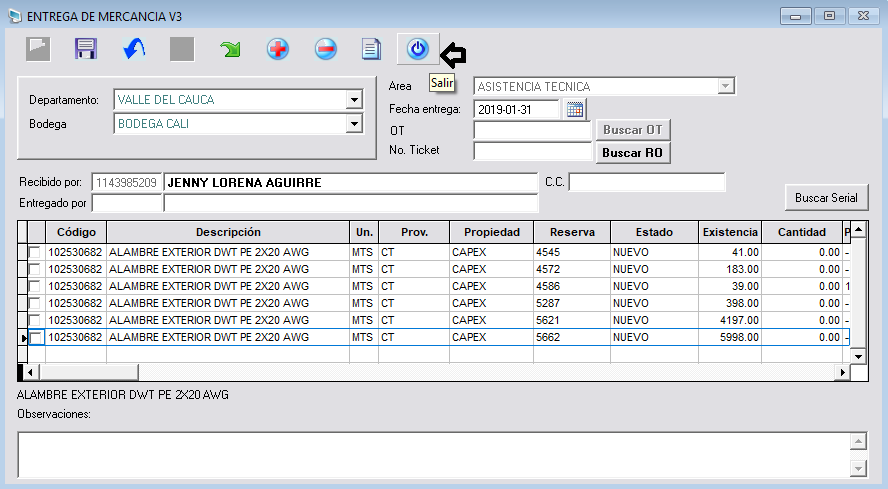 ENTREGA DE MERCANCIA V3
Salir
Departamento: VALLE DEL CAUCA
Bodega BODEGA CALI
Area ASISTENCIA TECNICA
Fecha entrega: 2019-01-31
OT Buscar OT
No. Ticket Buscar RO
Recibido por: 1143985209 JENNY LORENA AGUIRRE C.C.
Entregado por
Buscar Serial
Código Descripción Un. Prov. Propiedad Reserva Estado Existencia Cantidad P
102530682 ALAMBRE EXTERIOR DWT PE 2X20 AWG MTS CT CAPEX 4545 NUEVO 41.00 0.00 -
102530682 ALAMBRE EXTERIOR DWT PE 2X20 AWG MTS CT CAPEX 4572 NUEVO 183.00 0.00 -
102530682 ALAMBRE EXTERIOR DWT PE 2X20 AWG MTS CT CAPEX 4586 NUEVO 39.00 0.00 1
102530682 ALAMBRE EXTERIOR DWT PE 2X20 AWG MTS CT CAPEX 5287 NUEVO 398.00 0.00 -
102530682 ALAMBRE EXTERIOR DWT PE 2X20 AWG MTS CT CAPEX 5621 NUEVO 4197.00 0.00 -
102530682 ALAMBRE EXTERIOR DWT PE 2X20 AWG MTS CT CAPEX 5662 NUEVO 5998.00 0.00 -
ALAMBRE EXTERIOR DWT PE 2X20 AWG
Observaciones: